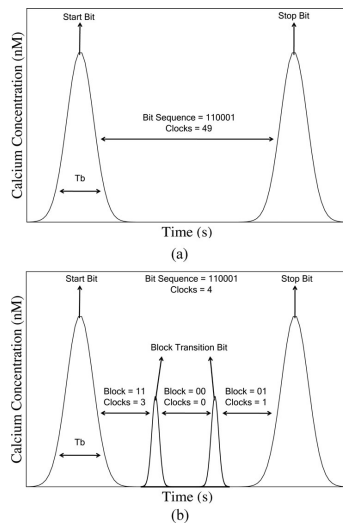 Start Bit
Stop Bit
Calcium Concentration (nM)
Bit Sequence = 110001
Clocks = 49
Tb
Time (s)
(a)
Start Bit
Bit Sequence = 110001
Clocks = 4
Stop Bit
Calcium Concentration (nM)
Block Transition Bit
Block = 11
Clocks = 3
Block = 00
Clocks = 0
Block = 01
Clocks = 1
Tb
Time (s)
(b)